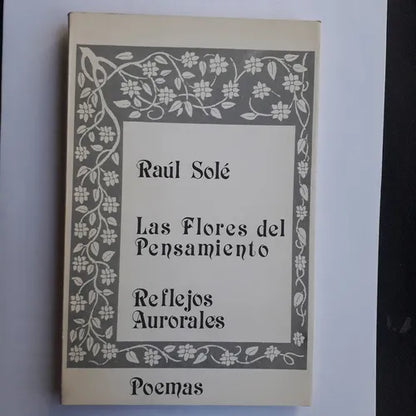 Raúl Solé
Las Flores del
Pensamiento
Reflejos
Aurorales
Poemas